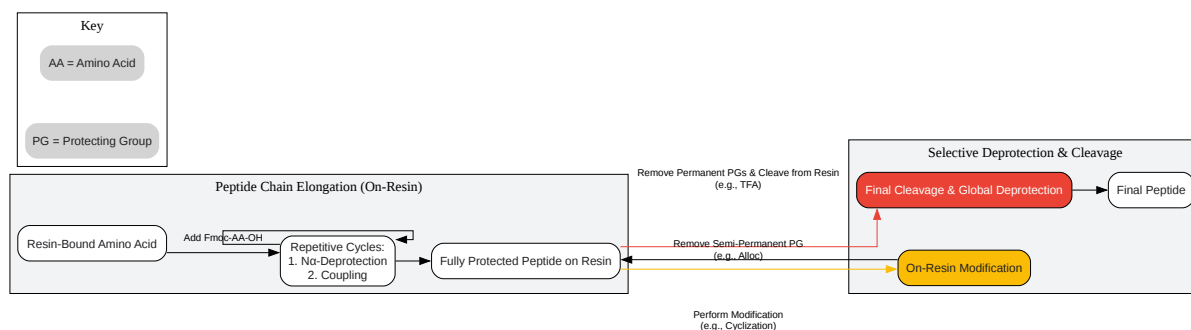 Key
AA = Amino Acid
PG = Protecting Group
Peptide Chain Elongation (On-Resin)
Resin-Bound Amino Acid
Add Fmoc-AA-OH
Repetitive Cycles:
1. Nα-Deprotection
2. Coupling
Fully Protected Peptide on Resin
Remove Permanent PGs & Cleave from Resin
(e.g., TFA)
Remove Semi-Permanent PG
(e.g., Alloc)
Perform Modification
(e.g., Cyclization)
Selective Deprotection & Cleavage
Final Cleavage & Global Deprotection
Final Peptide
On-Resin Modification